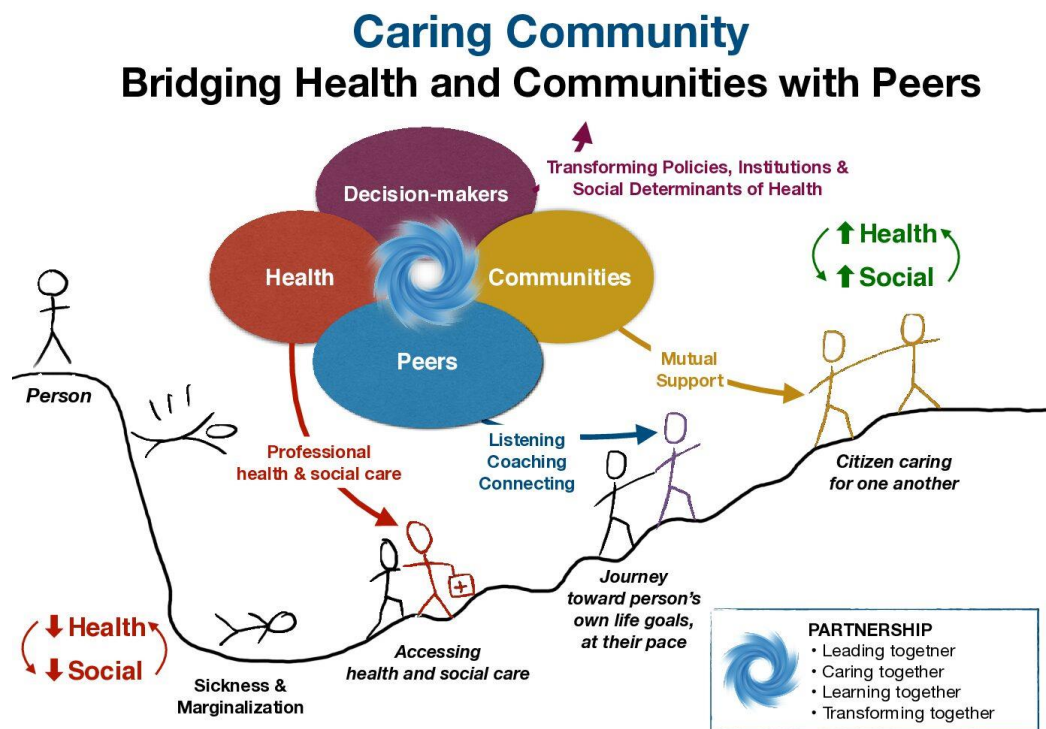 Caring Community
Bridging Health and Communities with Peers
Decision-makers
Transforming Policies, Institutions &
Social Determinants of Health
Health
Communities
Peers
Health
Social
Person
Mutual
Support
Professional
health & social care
Listening
Coaching
Connecting
Citizen caring
for one another
Journey
toward person's
own life goals,
at their pace
Accessing
health and social care
Health
Social
Sickness &
Marginalization
PARTNERSHIP
• Leading together
• Caring together
• Learning together
• Transforming together